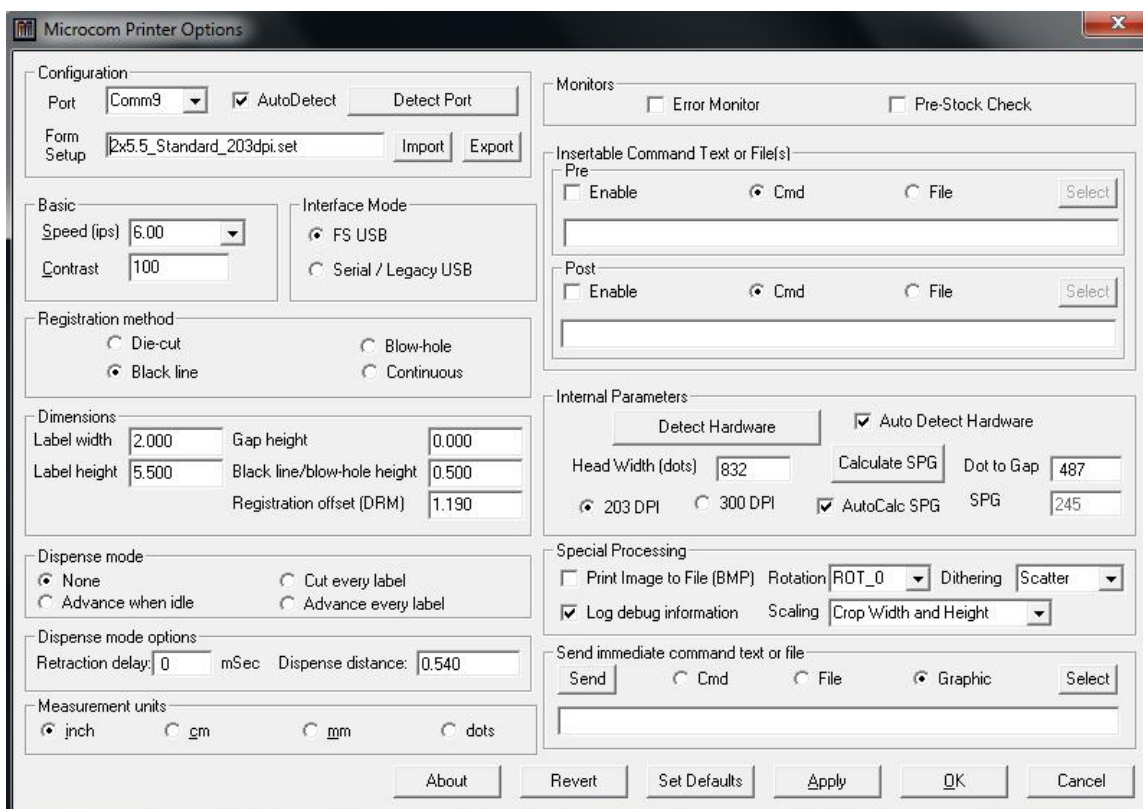 Microcom Printer Options
Configuration
Port Comm9 AutoDetect Detect Port
Form Setup 2x5.5_Standard_203dpi.set Import Export
Basic
Speed (ips) 6.00
Contrast 100
Interface Mode
FS USB
Serial / Legacy USB
Registration method
Die-cut Blow-hole
Black line Continuous
Dimensions
Label width 2.000 Gap height 0.000
Label height 5.500 Black line/blow-hole height 0.500
Registration offset (DRM) 1.190
Dispense mode
None Cut every label
Advance when idle Advance every label
Dispense mode options
Retraction delay: 0 mSec Dispense distance: 0.540
Measurement units
inch cm mm dots
Monitors
Error Monitor Pre-Stock Check
Insertable Command Text or File(s)
Pre
Enable Cmd File Select
Post
Enable Cmd File Select
Internal Parameters
Detect Hardware Auto Detect Hardware
Head Width (dots) 832 Calculate SPG Dot to Gap 487
203 DPI 300 DPI AutoCalc SPG SPG 245
Special Processing
Print Image to File (BMP) Rotation ROT_0 Dithering Scatter
Log debug information Scaling Crop Width and Height
Send immediate command text or file
Send Cmd File Graphic Select
About Revert Set Defaults Apply OK Cancel